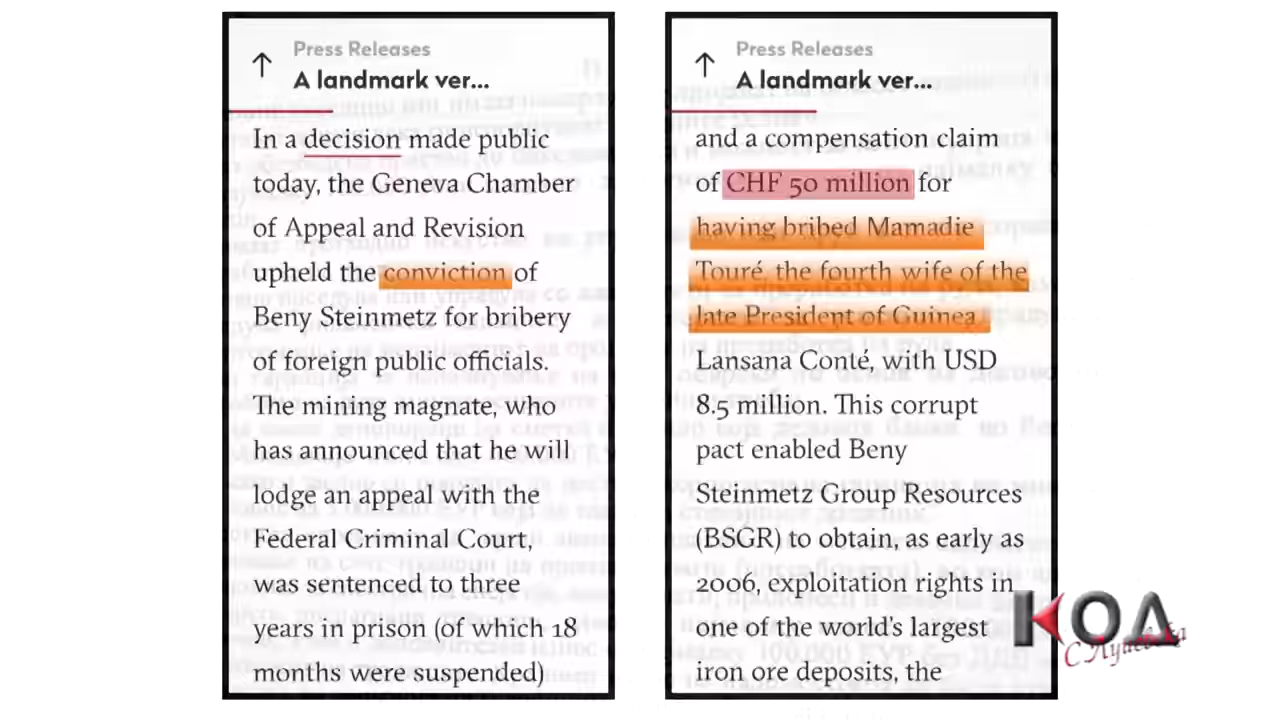 Press Releases
A landmark ver...
In a decision made public
today, the Geneva Chamber
of Appeal and Revision
upheld the conviction of
Beny Steinmetz for bribery
of foreign public officials.
The mining magnate, who
has announced that he will
lodge an appeal with the
Federal Criminal Court,
was sentenced to three
years in prison (of which 18
months were suspended)
Press Releases
A landmark ver...
and a compensation claim
of CHF 50 million for
having bribed Mamadie
Touré, the fourth wife of the
late President of Guinea
Lansana Conté, with USD
8.5 million. This corrupt
pact enabled Beny
Steinmetz Group Resources
(BSGR) to obtain, as early as
2006, exploitation rights in
one of the world's largest
iron ore deposits, the
КОД